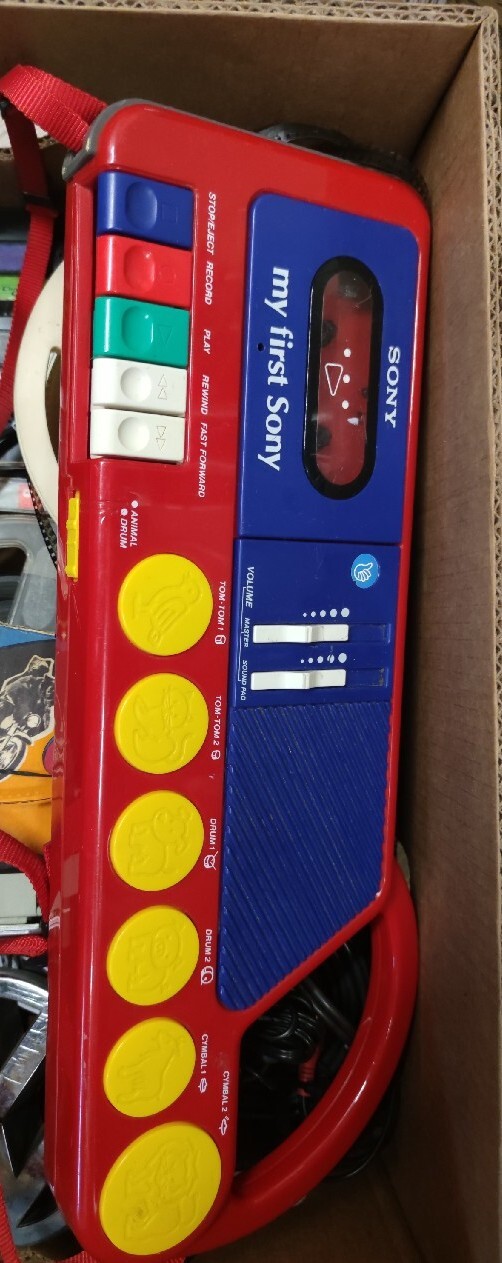 SONY
my first Sony
STOP/EJECT
RECORD
PLAY
REWIND
FAST FORWARD
VOLUME
MASTER
SOUND PAD
ANIMAL
DRUM
TOM-TOM 1
TOM-TOM 2
DRUM 1
DRUM 2
CYMBAL 1
CYMBAL 2